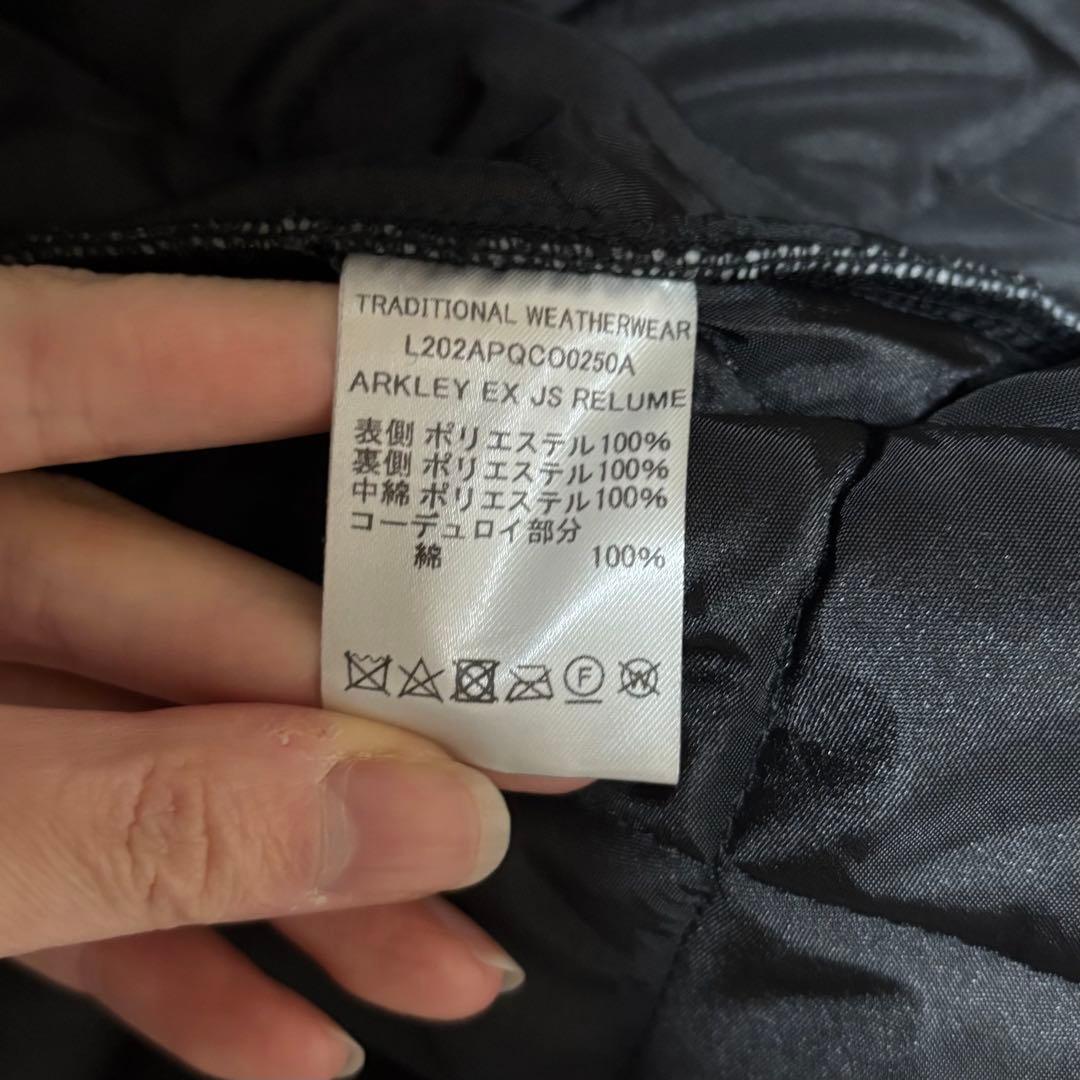 TRADITIONAL WEATHERWEAR
L202APQCO0250A
ARKLEY EX JS RELUME
表側 ポリエステル100%
裏側 ポリエステル100%
中綿 ポリエステル100%
コーデュロイ部分
綿 100%
F W